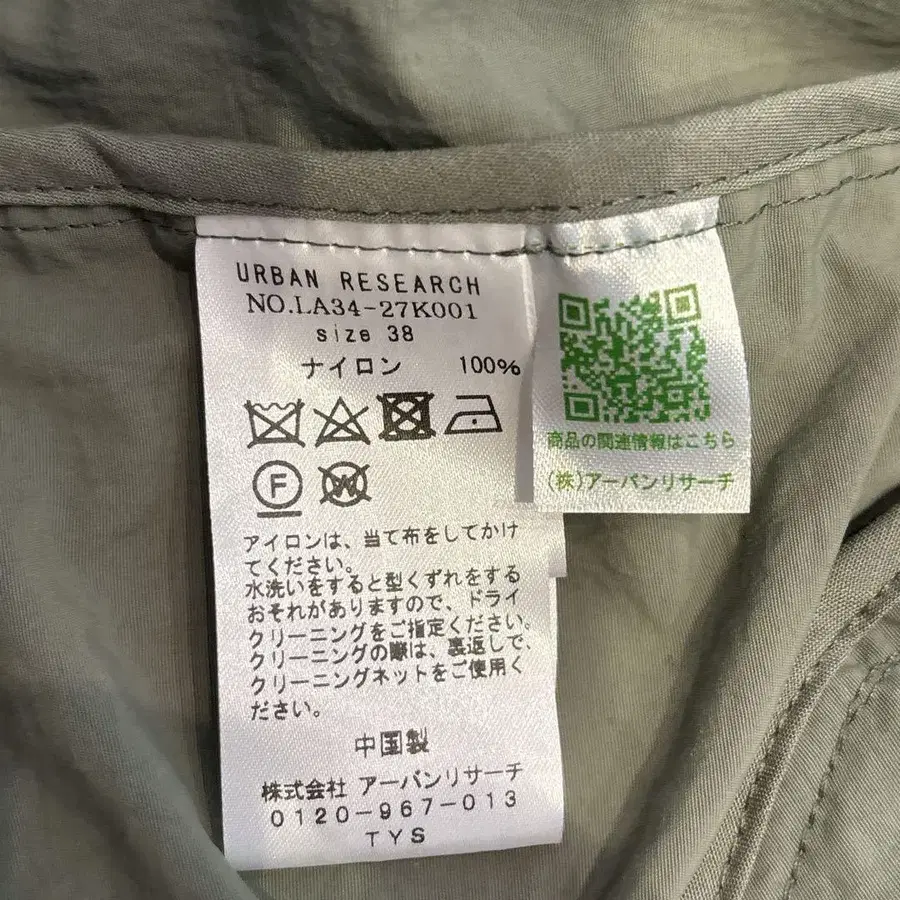 URBAN RESEARCH
NO.LA34-27K001
size 38
ナイロン 100%
F
W
アイロンは、当て布をしてかけ
てください。
水洗いをすると型くずれをする
おそれがありますので、ドライ
クリーニングをご指定ください。
クリーニングの際は、裏返しで、
クリーニングネットをご使用く
ださい。
中国製
株式会社 アーバンリサーチ
0120-967-013
TYS
商品の関連情報はこちら
(株)アーバンリサーチ